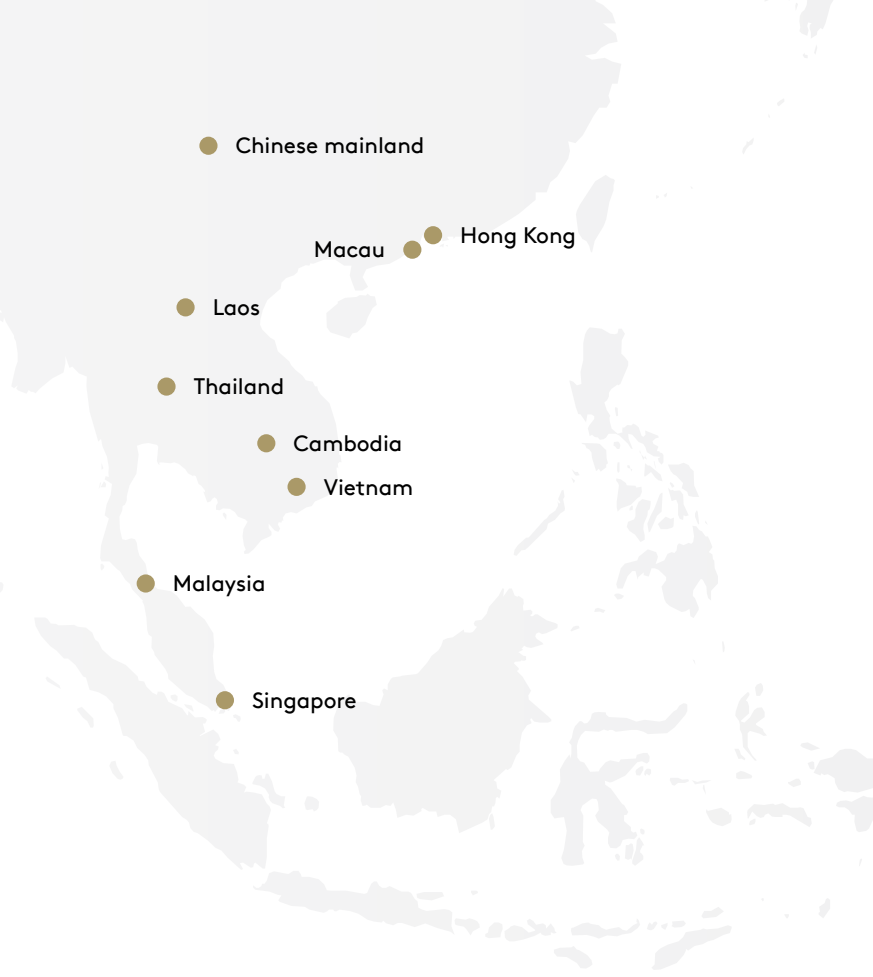 Chinese mainland
Hong Kong
Macau
Laos
Thailand
Cambodia
Vietnam
Malaysia
Singapore